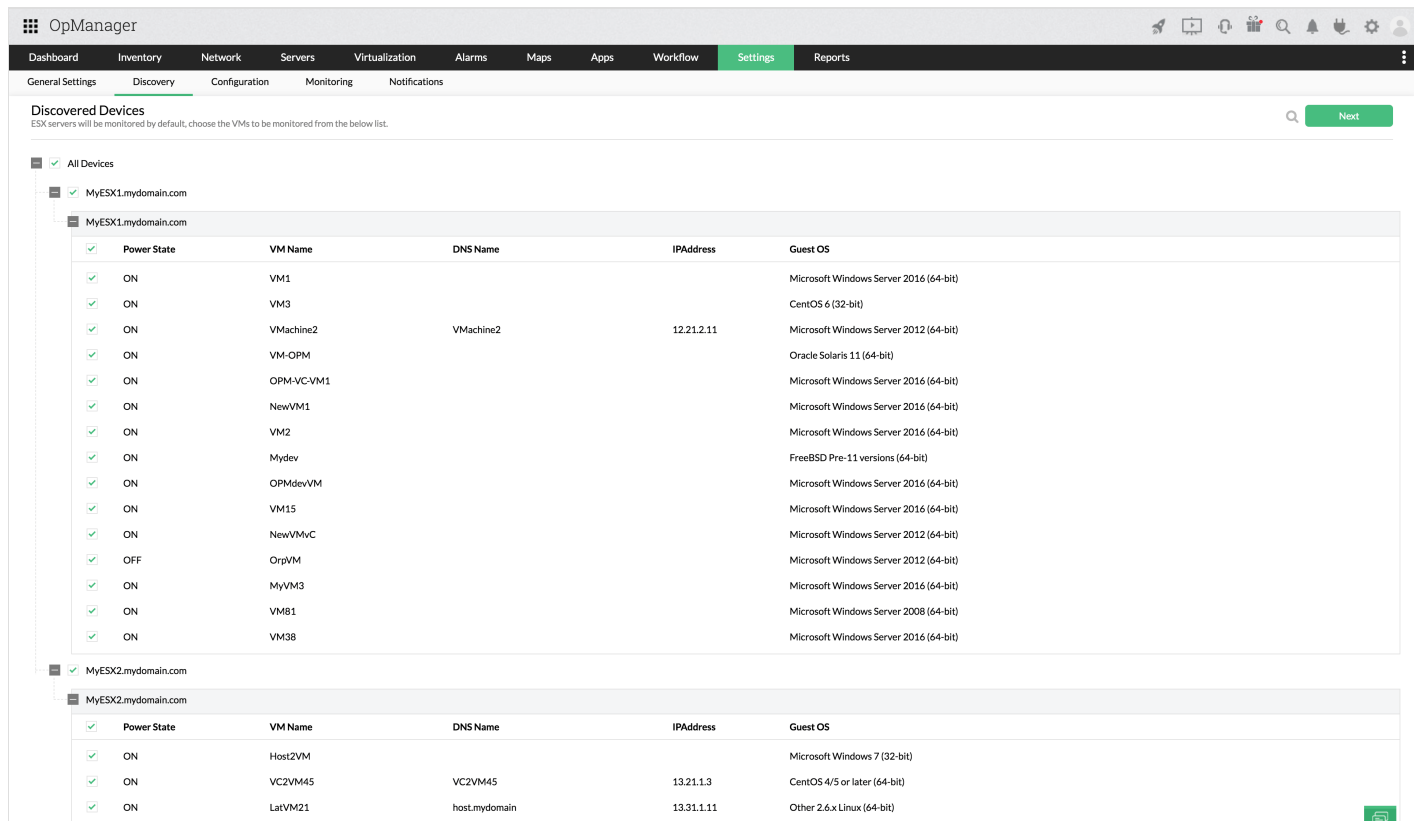 OpManager
Dashboard Inventory Network Servers Virtualization Alarms Maps Apps Workflow Settings Reports
General Settings Discovery Configuration Monitoring Notifications
Discovered Devices
ESX servers will be monitored by default, choose the VMs to be monitored from the below list.
Next
All Devices
MyESX1.mydomain.com
MyESX1.mydomain.com
Power State VM Name DNS Name IPAddress Guest OS
ON VM1 Microsoft Windows Server 2016 (64-bit)
ON VM3 CentOS 6 (32-bit)
ON VMachine2 VMachine2 12.21.2.11 Microsoft Windows Server 2012 (64-bit)
ON VM-OPM Oracle Solaris 11 (64-bit)
ON OPM-VC-VM1 Microsoft Windows Server 2016 (64-bit)
ON NewVM1 Microsoft Windows Server 2016 (64-bit)
ON VM2 Microsoft Windows Server 2016 (64-bit)
ON Mydev FreeBSD Pre-11 versions (64-bit)
ON OPMdevVM Microsoft Windows Server 2016 (64-bit)
ON VM15 Microsoft Windows Server 2016 (64-bit)
ON NewVMvC Microsoft Windows Server 2012 (64-bit)
OFF OrpVM Microsoft Windows Server 2012 (64-bit)
ON MyVM3 Microsoft Windows Server 2016 (64-bit)
ON VM81 Microsoft Windows Server 2008 (64-bit)
ON VM38 Microsoft Windows Server 2016 (64-bit)
MyESX2.mydomain.com
MyESX2.mydomain.com
Power State VM Name DNS Name IPAddress Guest OS
ON Host2VM Microsoft Windows 7 (32-bit)
ON VC2VM45 VC2VM45 13.21.1.3 CentOS 4/5 or later (64-bit)
ON LatVM21 host.mydomain 13.31.1.11 Other 2.6.x Linux (64-bit)